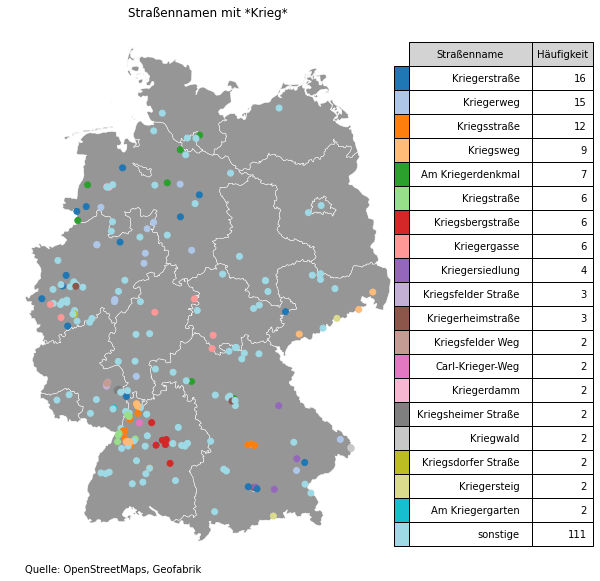 Straßennamen mit *Krieg*
Straßenname Häufigkeit
Kriegerstraße 16
Kriegerweg 15
Kriegsstraße 12
Kriegsweg 9
Am Kriegerdenkmal 7
Kriegstraße 6
Kriegsbergstraße 6
Kriegergasse 6
Kriegersiedlung 4
Kriegsfelder Straße 3
Kriegerheimstraße 3
Kriegsfelder Weg 2
Carl-Krieger-Weg 2
Kriegerdamm 2
Kriegsheimer Straße 2
Kriegwald 2
Kriegsdorfer Straße 2
Kriegersteig 2
Am Kriegergarten 2
sonstige 111
Quelle: OpenStreetMaps, Geofabrik